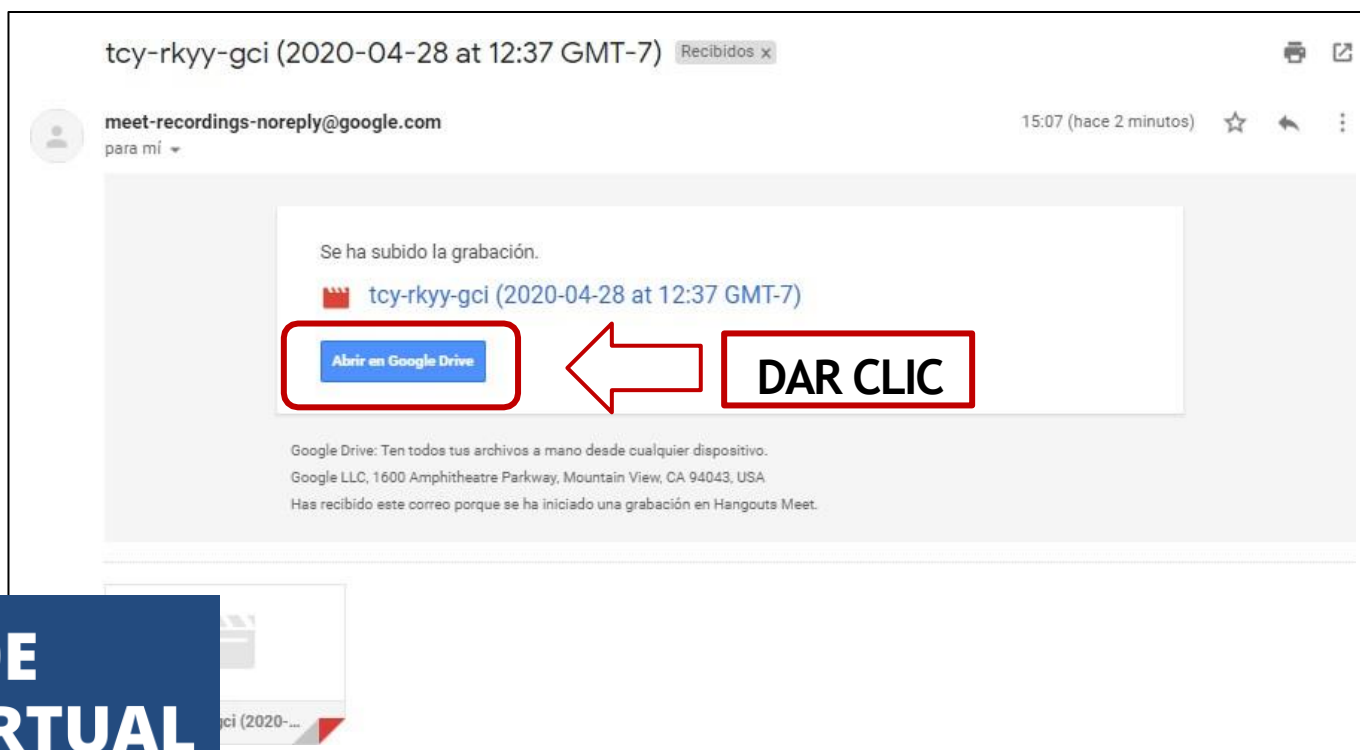 tcy-rkyy-gci (2020-04-28 at 12:37 GMT-7) Recibidos x
meet-recordings-noreply@google.com 15:07 (hace 2 minutos)
para mí
Se ha subido la grabación.
tcy-rkyy-gci (2020-04-28 at 12:37 GMT-7)
Abrir en Google Drive
DAR CLIC
Google Drive: Ten todos tus archivos a mano desde cualquier dispositivo.
Google LLC, 1600 Amphitheatre Parkway, Mountain View, CA 94043, USA
Has recibido este correo porque se ha iniciado una grabación en Hangouts Meet.
(2020-...